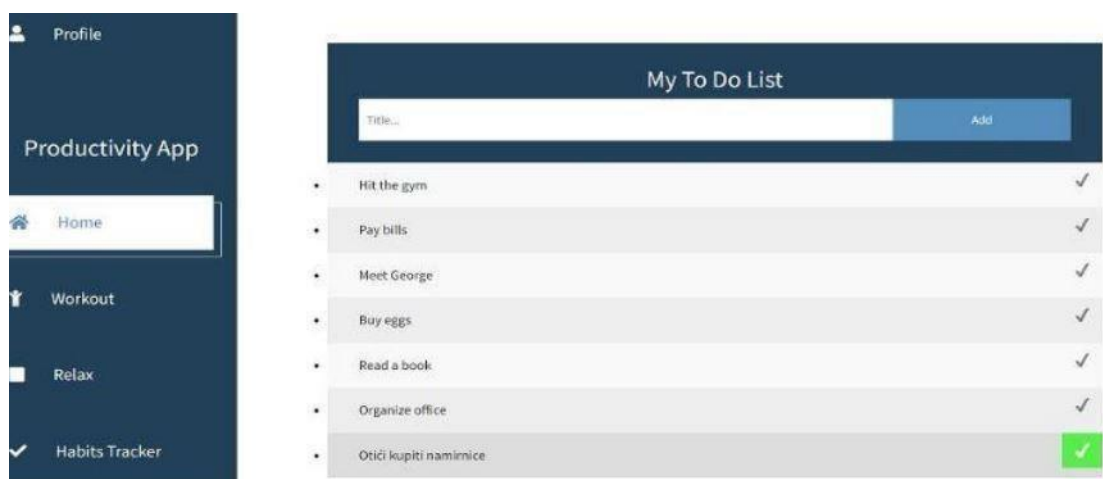 Profile
Productivity App
Home
Workout
Relax
Habits Tracker
My To Do List
Title...
Add
Hit the gym
Pay bills
Meet George
Buy eggs
Read a book
Organize office
Otići kupiti namirnice